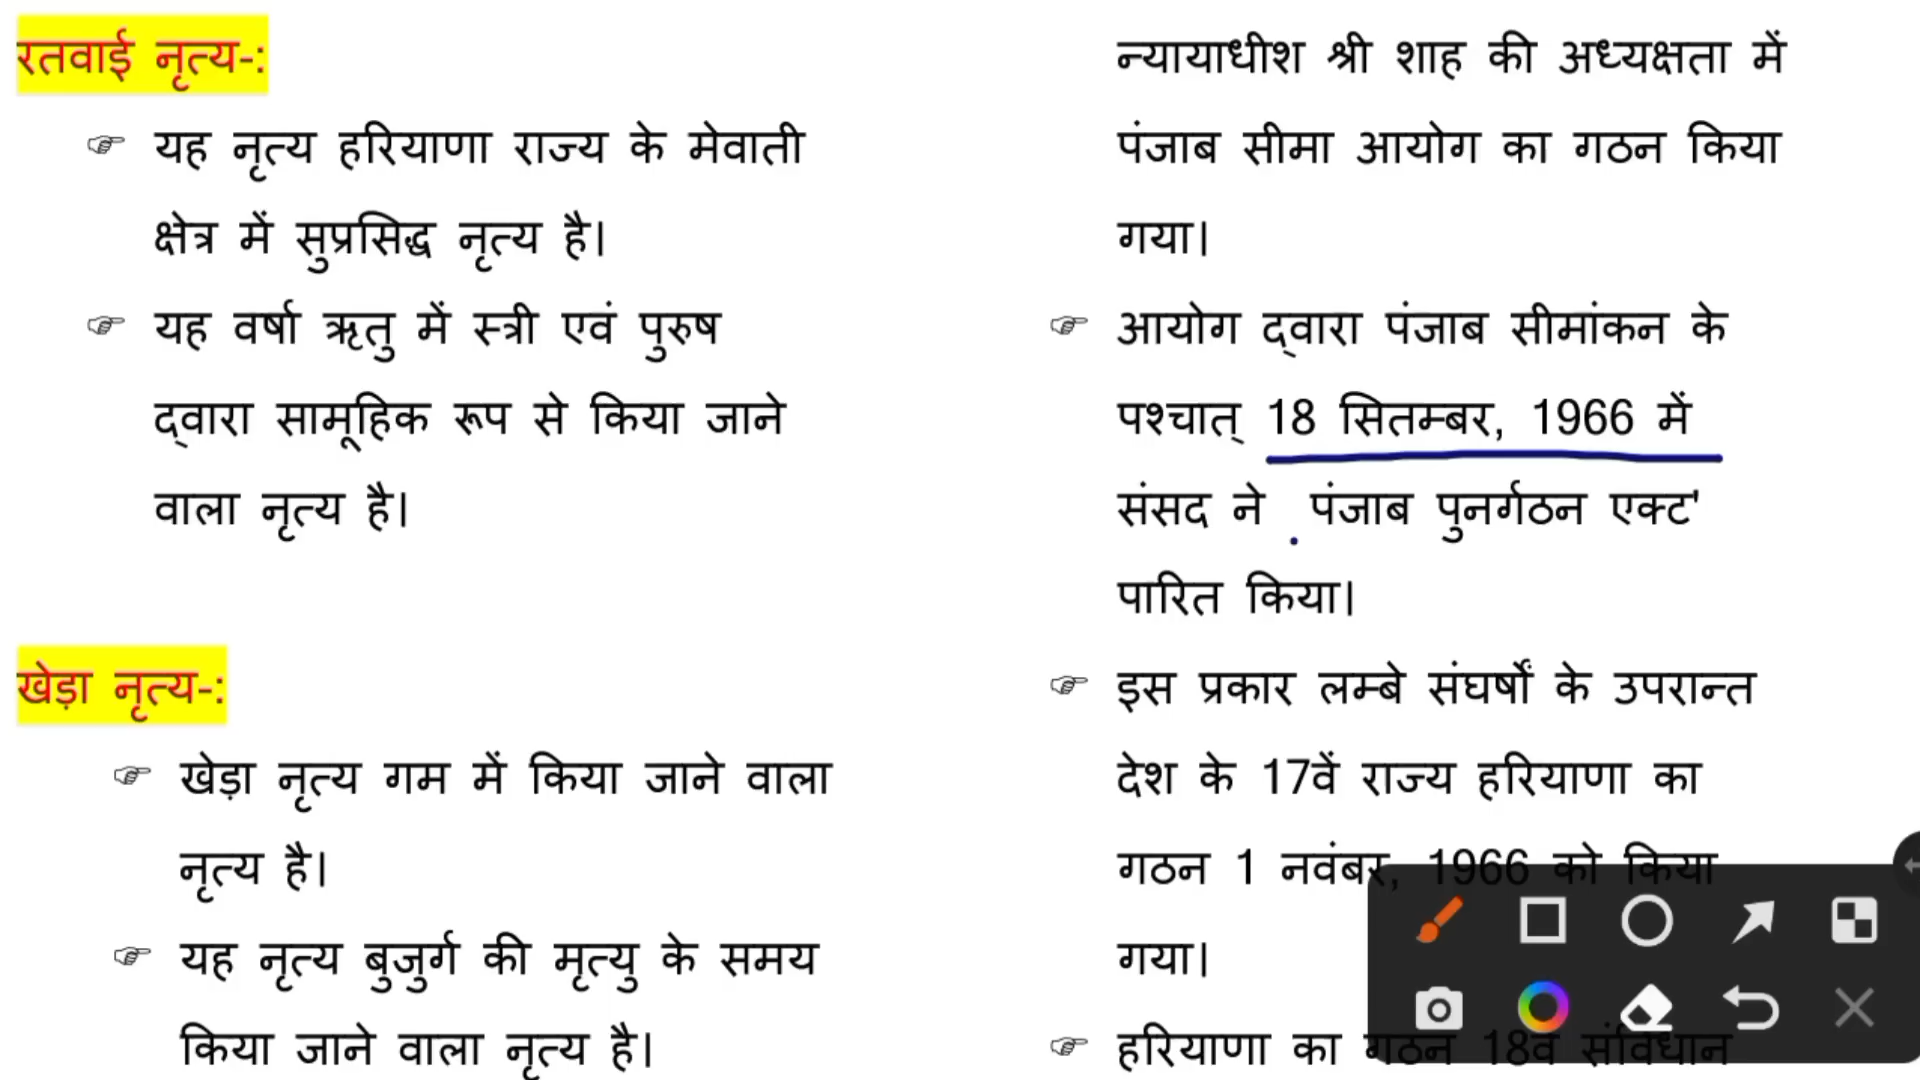 रतवाई नृत्य-:
यह नृत्य हरियाणा राज्य के मेवाती
क्षेत्र में सुप्रसिद्ध नृत्य है।
यह वर्षा ऋतु में स्त्री एवं पुरुष
द्वारा सामूहिक रूप से किया जाने
वाला नृत्य है।
खेड़ा नृत्य-:
खेड़ा नृत्य गम में किया जाने वाला
नृत्य है।
यह नृत्य बुजुर्ग की मृत्यु के समय
किया जाने वाला नृत्य है।
न्यायाधीश श्री शाह की अध्यक्षता में
पंजाब सीमा आयोग का गठन किया
गया।
आयोग द्वारा पंजाब सीमांकन के
पश्चात् 18 सितम्बर, 1966 में
संसद ने पंजाब पुनर्गठन एक्ट'
पारित किया।
इस प्रकार लम्बे संघर्षों के उपरान्त
देश के 17वें राज्य हरियाणा का
गठन 1 नवंबर, 1966 को किया
गया।
हरियाणा का गठन 18वें संविधान